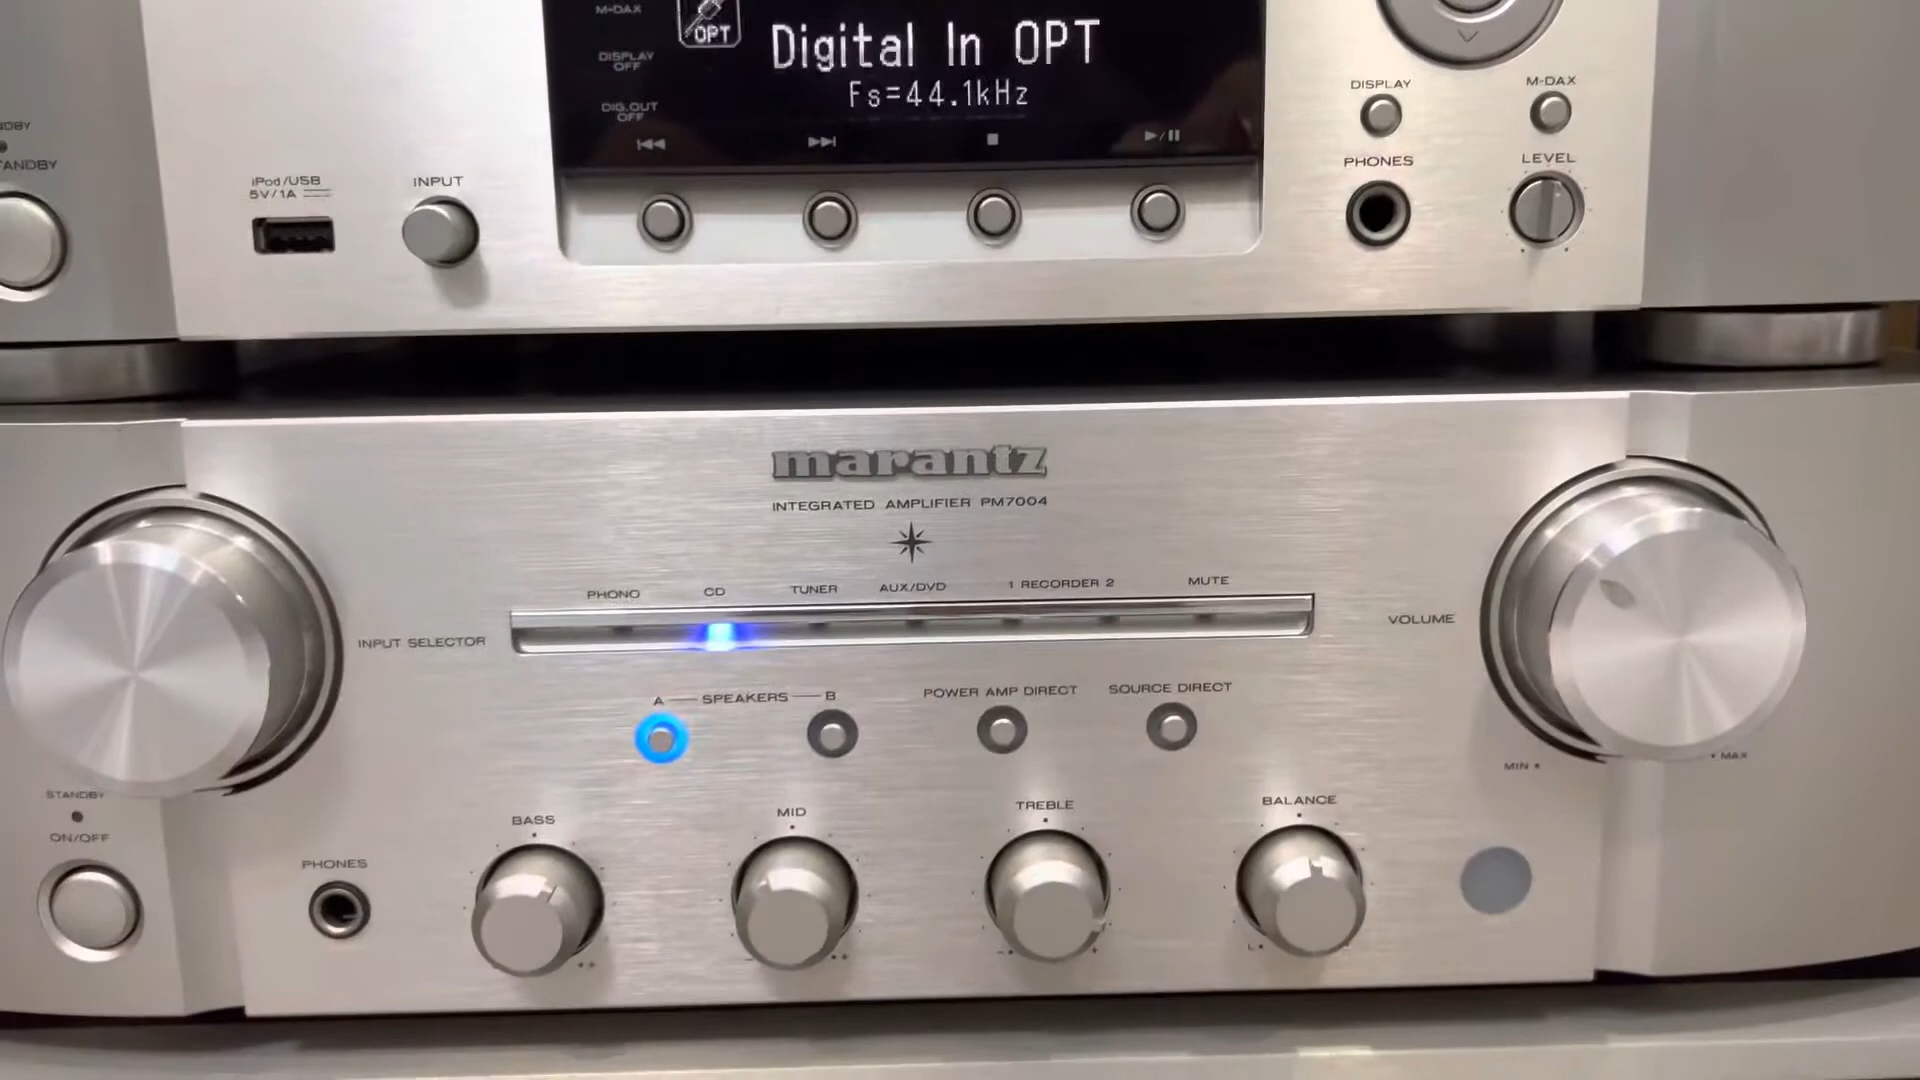 M-DAX
OPT
Digital In OPT
Fs=44.1kHz
DISPLAY
OFF
DIG.OUT
OFF
DISPLAY
M-DAX
PHONES
LEVEL
iPod/USB
5V/1A
INPUT
marantz
INTEGRATED AMPLIFIER PM7004
PHONO CD TUNER AUX/DVD 1 RECORDER 2 MUTE
INPUT SELECTOR
VOLUME
A SPEAKERS B POWER AMP DIRECT SOURCE DIRECT
MIN MAX
STANDBY
ON/OFF
PHONES
BASS MID TREBLE BALANCE
- +
L